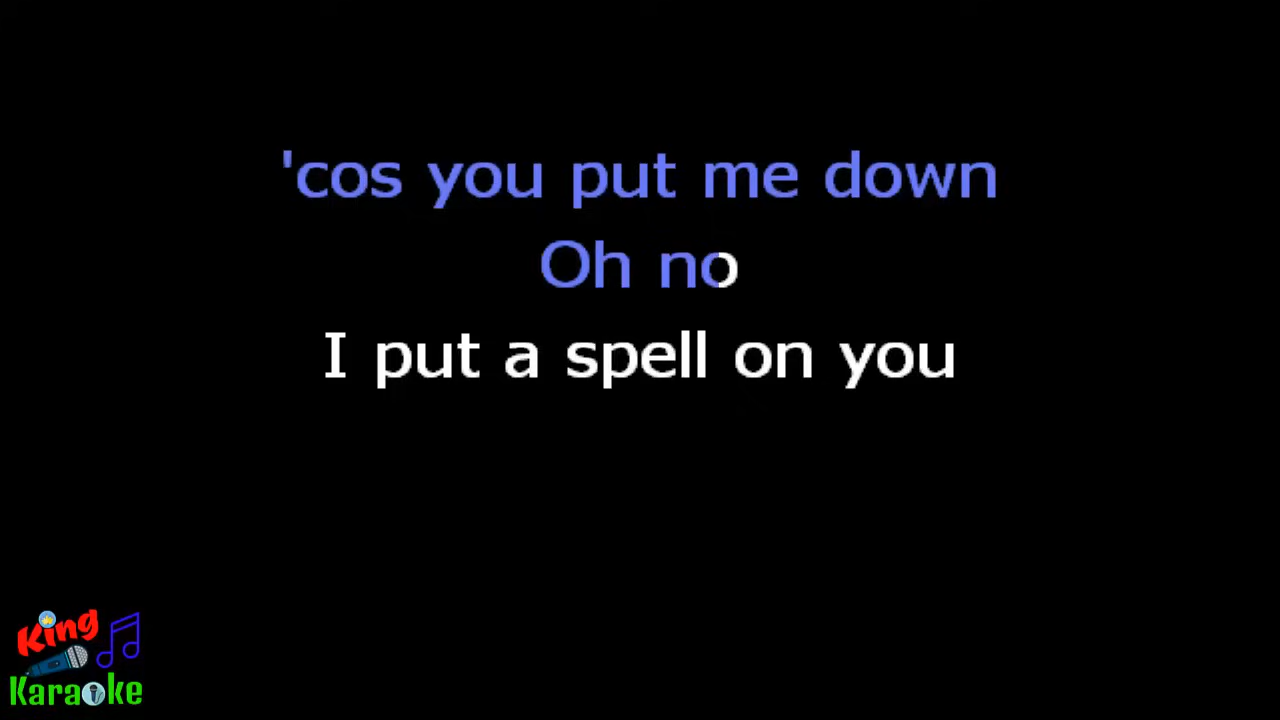 'cos you put me down
Oh no
I put a spell on you
King
Karaoke